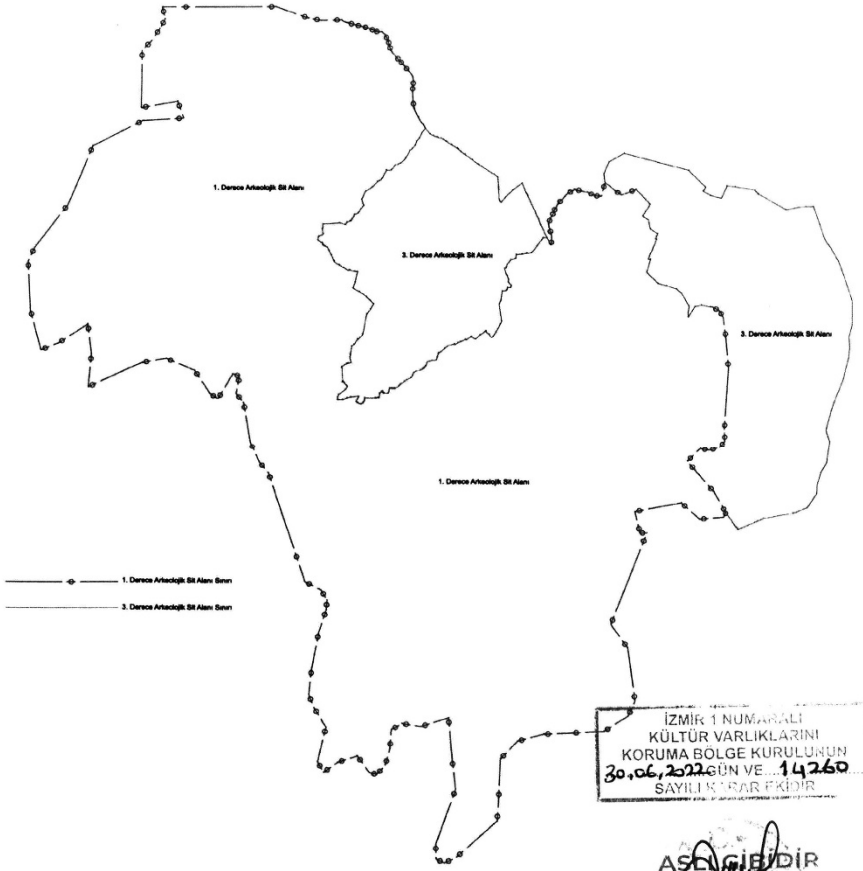 1. Derece Arkeolojik Sit Alanı
3. Derece Arkeolojik Sit Alanı
3. Derece Arkeolojik Sit Alanı
1. Derece Arkeolojik Sit Alanı
1. Derece Arkeolojik Sit Alanı Sınırı
3. Derece Arkeolojik Sit Alanı Sınırı
İZMİR 1 NUMARALI
KÜLTÜR VARLIKLARINI
KORUMA BÖLGE KURULUNUN
30.06.2022 GÜN VE 14260
SAYILI KARAR EKİDİR
ASLI GİBİDİR